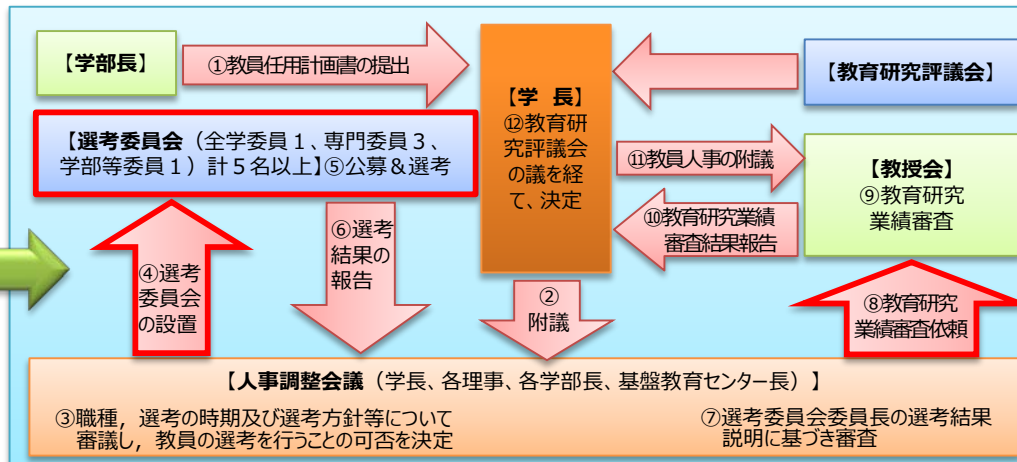 【学部長】
①教員任用計画書の提出
【学 長】
⑫教育研
究評議会
の議を経
て、決定
【教育研究評議会】
【選考委員会（全学委員１、専門委員３、
学部等委員１）計５名以上】⑤公募＆選考
⑪教員人事の附議
【教授会】
⑨教育研究
業績審査
⑩教育研究業績
審査結果報告
④選考
委員会
の設置
⑥選考
結果の
報告
②
附議
⑧教育研究
業績審査依頼
【人事調整会議（学長、各理事、各学部長、基盤教育センター長）】
③職種，選考の時期及び選考方針等について
審議し，教員の選考を行うことの可否を決定
⑦選考委員会委員長の選考結果
説明に基づき審査